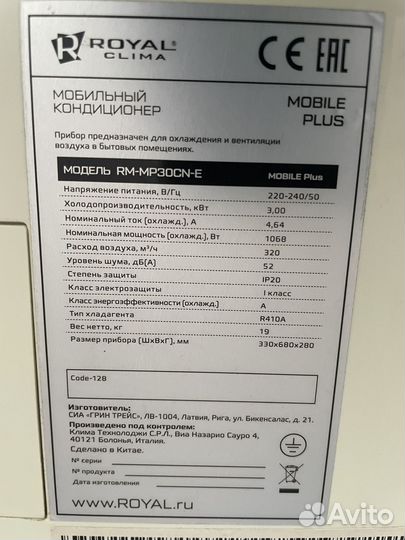 ROYAL®
CLIMA
CE EAC
МОБИЛЬНЫЙ
КОНДИЦИОНЕР
MOBILE
PLUS
Прибор предназначен для охлаждения и вентиляции
воздуха в бытовых помещениях.
МОДЕЛЬ RM-MP30CN-E MOBILE Plus
Напряжение питания, В/Гц 220-240/50
Холодопроизводительность, кВт 3,00
Номинальный ток (охлажд.), А 4,64
Номинальная мощность (охлажд.), Вт 1068
Расход воздуха, м³/ч 320
Уровень шума, дБ(А) 52
Степень защиты IP20
Класс электрозащиты I класс
Класс энергоэффективности (охлажд.) A
Тип хладагента R410A
Вес нетто, кг 19
Размер прибора (ШхВхГ), мм 330x680x280
Code-128
Изготовитель:
СИА «ГРИН ТРЕЙС», ЛВ-1004, Латвия, Рига, ул. Бикенсалас, д. 21.
Произведено под контролем:
Клима Технолоджи С.Р.Л., Виа Назарио Сауро 4,
40121 Болонья, Италия.
Сделано в Китае.
№ серии
№ продукта
Дата изготовления
www.ROYAL.ru
Avito